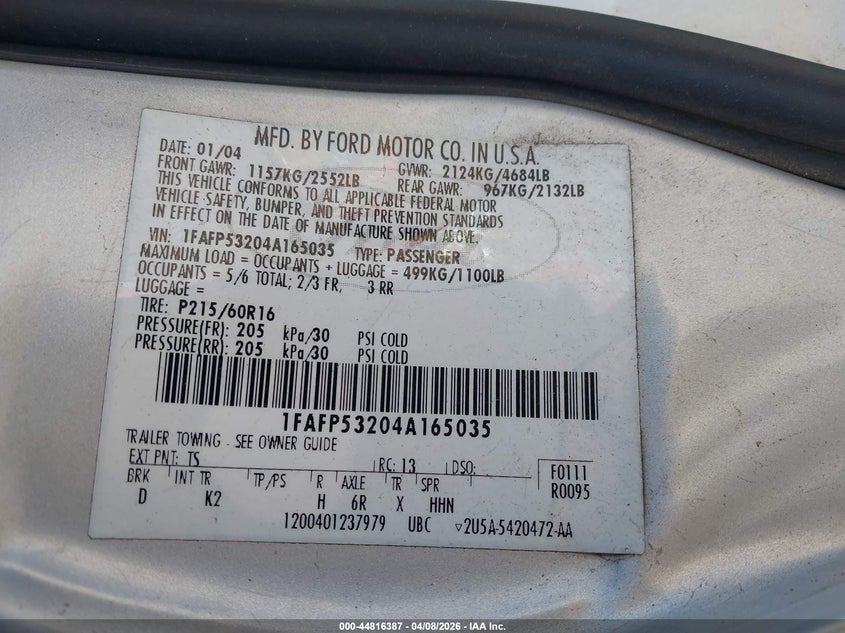 MFD. BY FORD MOTOR CO. IN U.S.A.
DATE: 01/04 GVWR: 2124KG/4684LB
FRONT GAWR: 1157KG/2552LB REAR GAWR: 967KG/2132LB
THIS VEHICLE CONFORMS TO ALL APPLICABLE FEDERAL MOTOR
VEHICLE SAFETY, BUMPER, AND THEFT PREVENTION STANDARDS
IN EFFECT ON THE DATE OF MANUFACTURE SHOWN ABOVE.
VIN: 1FAFP53204A165035 TYPE: PASSENGER
MAXIMUM LOAD = OCCUPANTS + LUGGAGE = 499KG/1100LB
OCCUPANTS = 5/6 TOTAL; 2/3 FR, 3 RR
LUGGAGE =
TIRE: P215/60R16
PRESSURE(FR): 205 kPa/30 PSI COLD
PRESSURE(RR): 205 kPa/30 PSI COLD
1FAFP53204A165035
TRAILER TOWING - SEE OWNER GUIDE
EXT PNT: TS RC: 13 DSO: F0111
BRK INT TR TP/PS R AXLE TR SPR R0095
D K2 H 6R X HHN
1200401237979 UBC ▽2U5A-5420472-AA
000-44816387 - 04/08/2026 - IAA Inc.